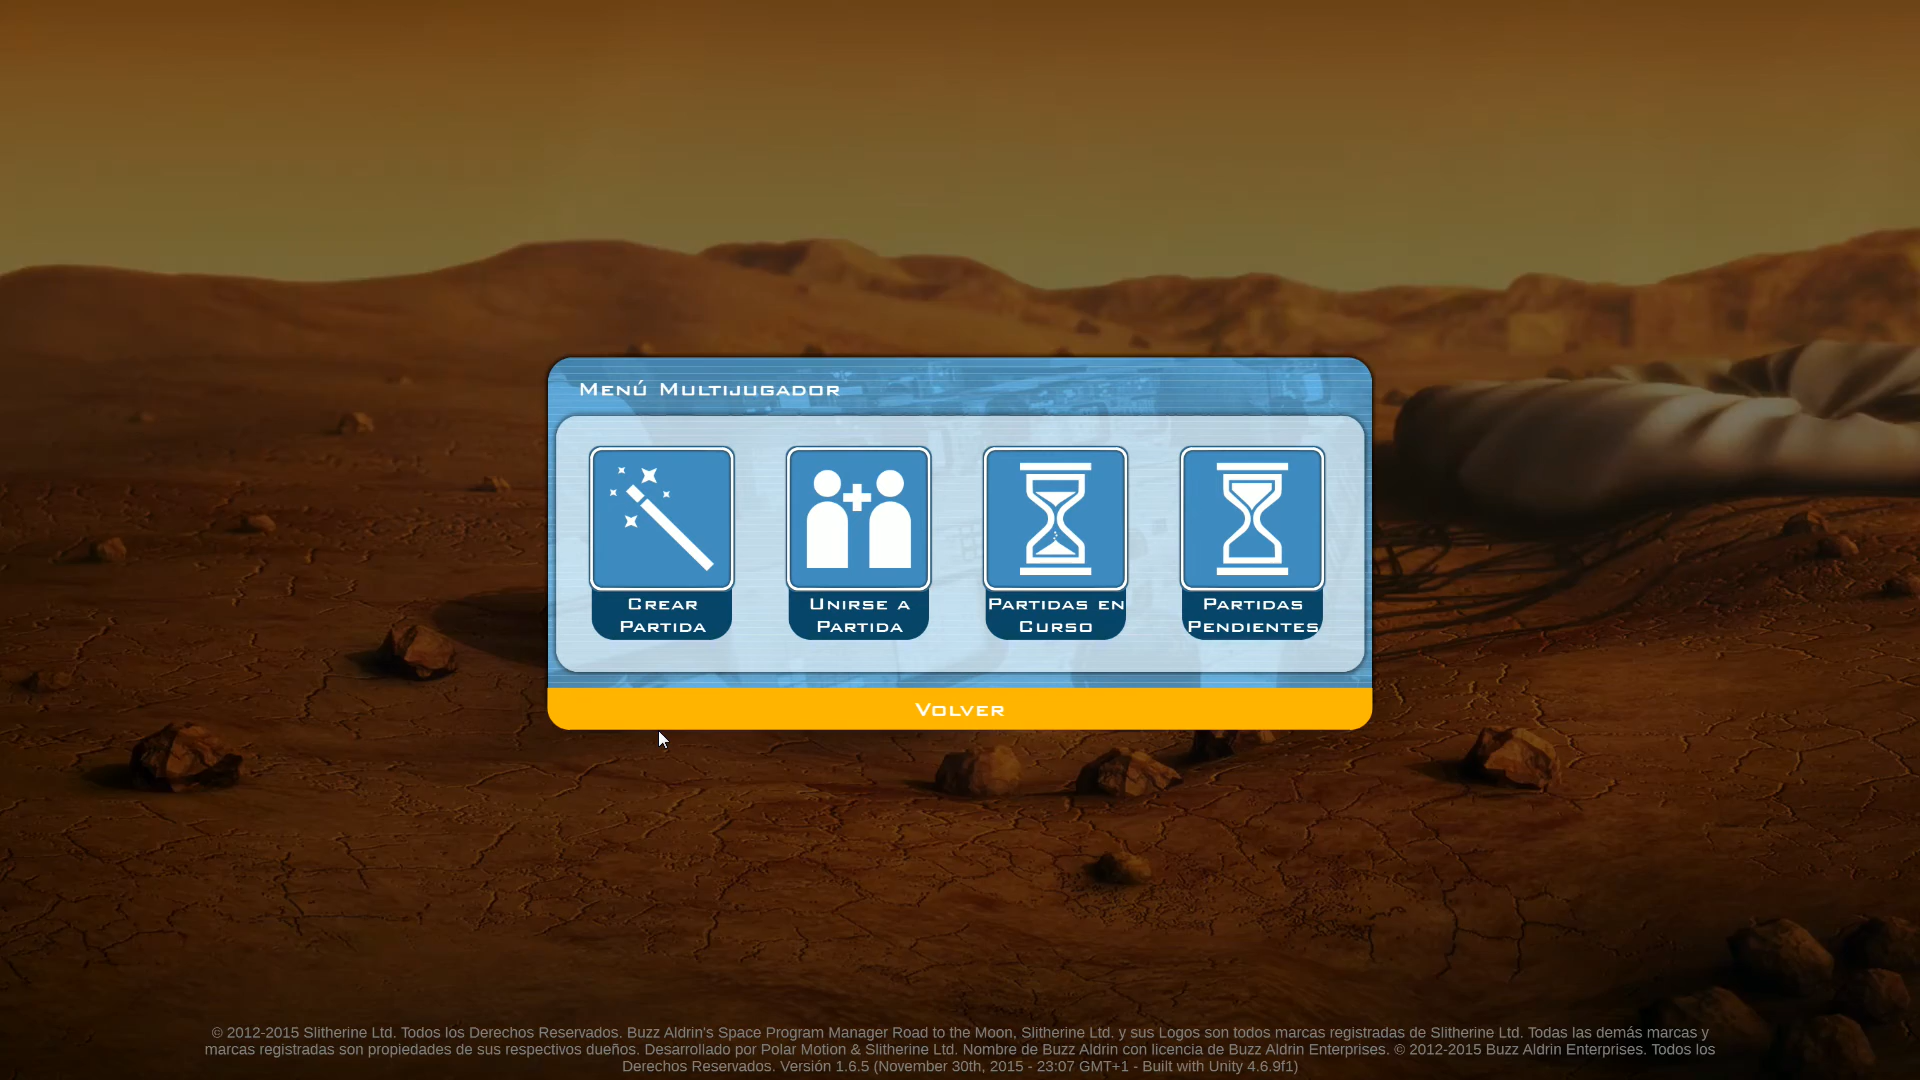 Menú Multijugador
Crear
Partida
Unirse a
Partida
Partidas en
Curso
Partidas
Pendientes
Volver
© 2012-2015 Slitherine Ltd. Todos los Derechos Reservados. Buzz Aldrin's Space Program Manager Road to the Moon, Slitherine Ltd. y sus Logos son todos marcas registradas de Slitherine Ltd. Todas las demás marcas y
marcas registradas son propiedades de sus respectivos dueños. Desarrollado por Polar Motion & Slitherine Ltd. Nombre de Buzz Aldrin con licencia de Buzz Aldrin Enterprises. © 2012-2015 Buzz Aldrin Enterprises. Todos los
Derechos Reservados. Versión 1.6.5 (November 30th, 2015 - 23:07 GMT+1 - Built with Unity 4.6.9f1)